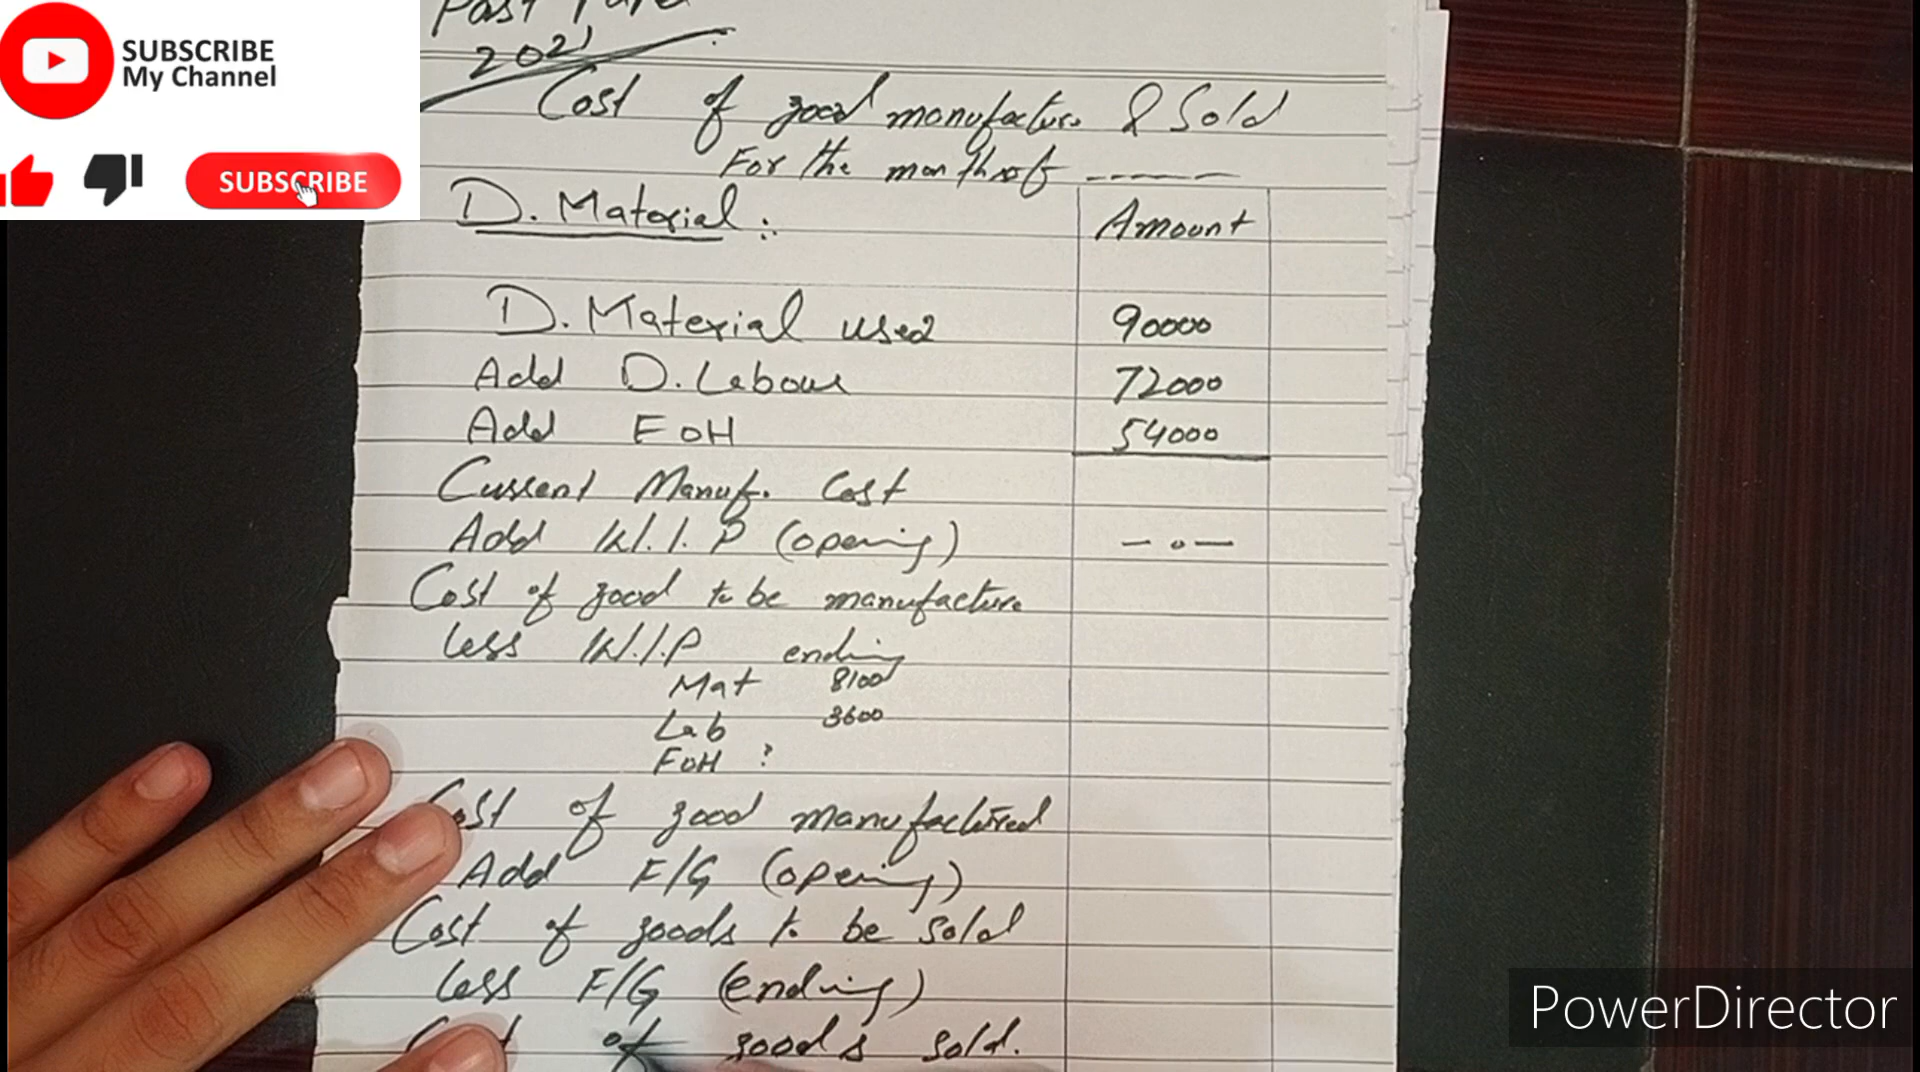 SUBSCRIBE
My Channel
SUBSCRIBE
Past
2021
Cost of good manufacture & Sold
For the month of -----
D. Material : Amount
D. Material used 90000
Add D. Labour 72000
Add FOH 54000
Current Manuf. Cost
Add W.I.P (opening) — o —
Cost of good to be manufacture
Less W.I.P ending
Mat 8100
Lab 3600
FOH ?
Cost of good manufactured
Add F/G (opening)
Cost of goods to be sold
Less F/G (ending)
Cost of goods sold.
PowerDirector